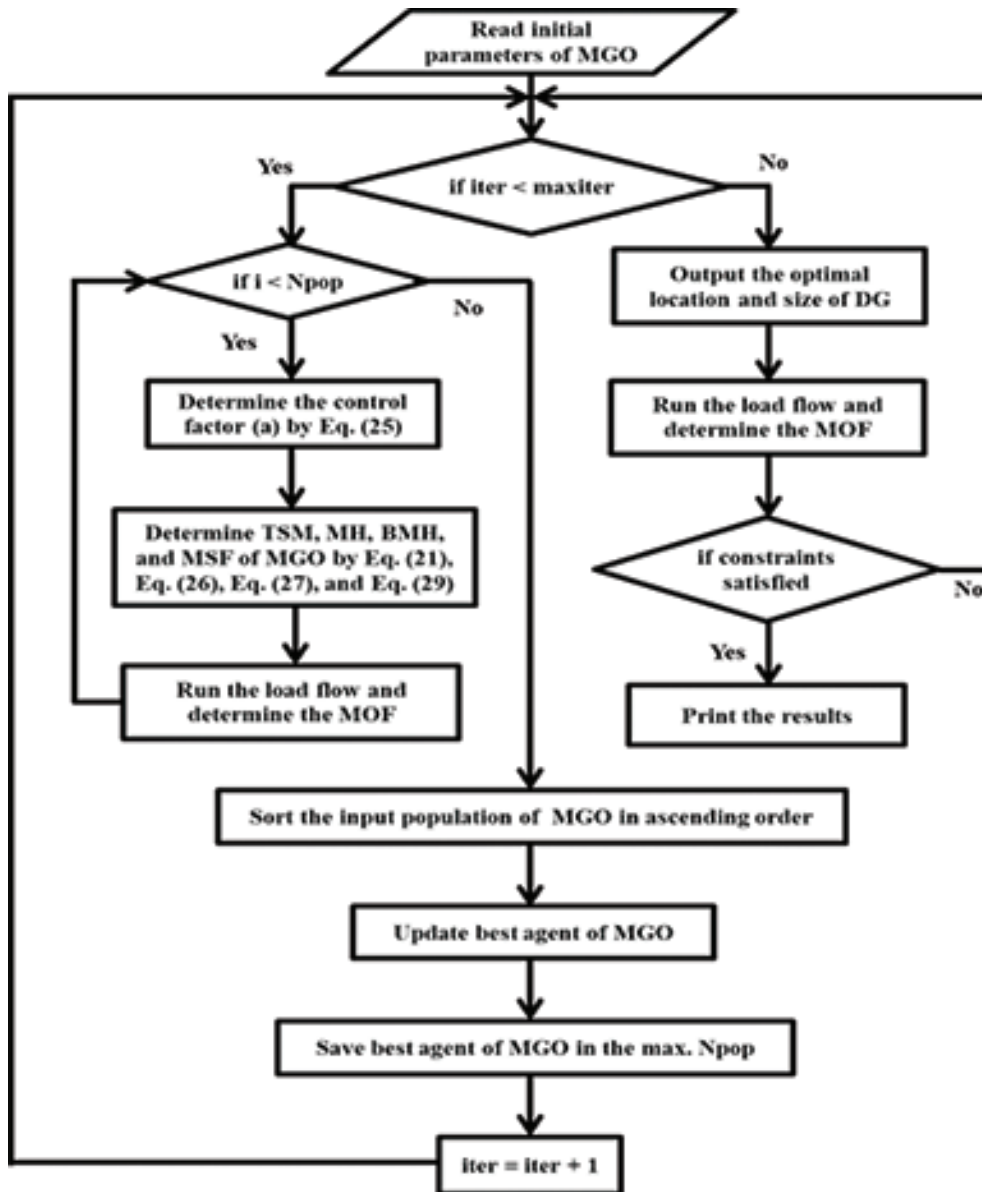 Read initial
parameters of MGO
Yes
No
if iter < maxiter
if i < Npop
No
Yes
Output the optimal
location and size of DG
Determine the control
factor (a) by Eq. (25)
Run the load flow and
determine the MOF
Determine TSM, MH, BMH,
and MSF of MGO by Eq. (21),
Eq. (26), Eq. (27), and Eq. (29)
if constraints
satisfied
No
Yes
Run the load flow and
determine the MOF
Print the results
Sort the input population of MGO in ascending order
Update best agent of MGO
Save best agent of MGO in the max. Npop
iter = iter + 1